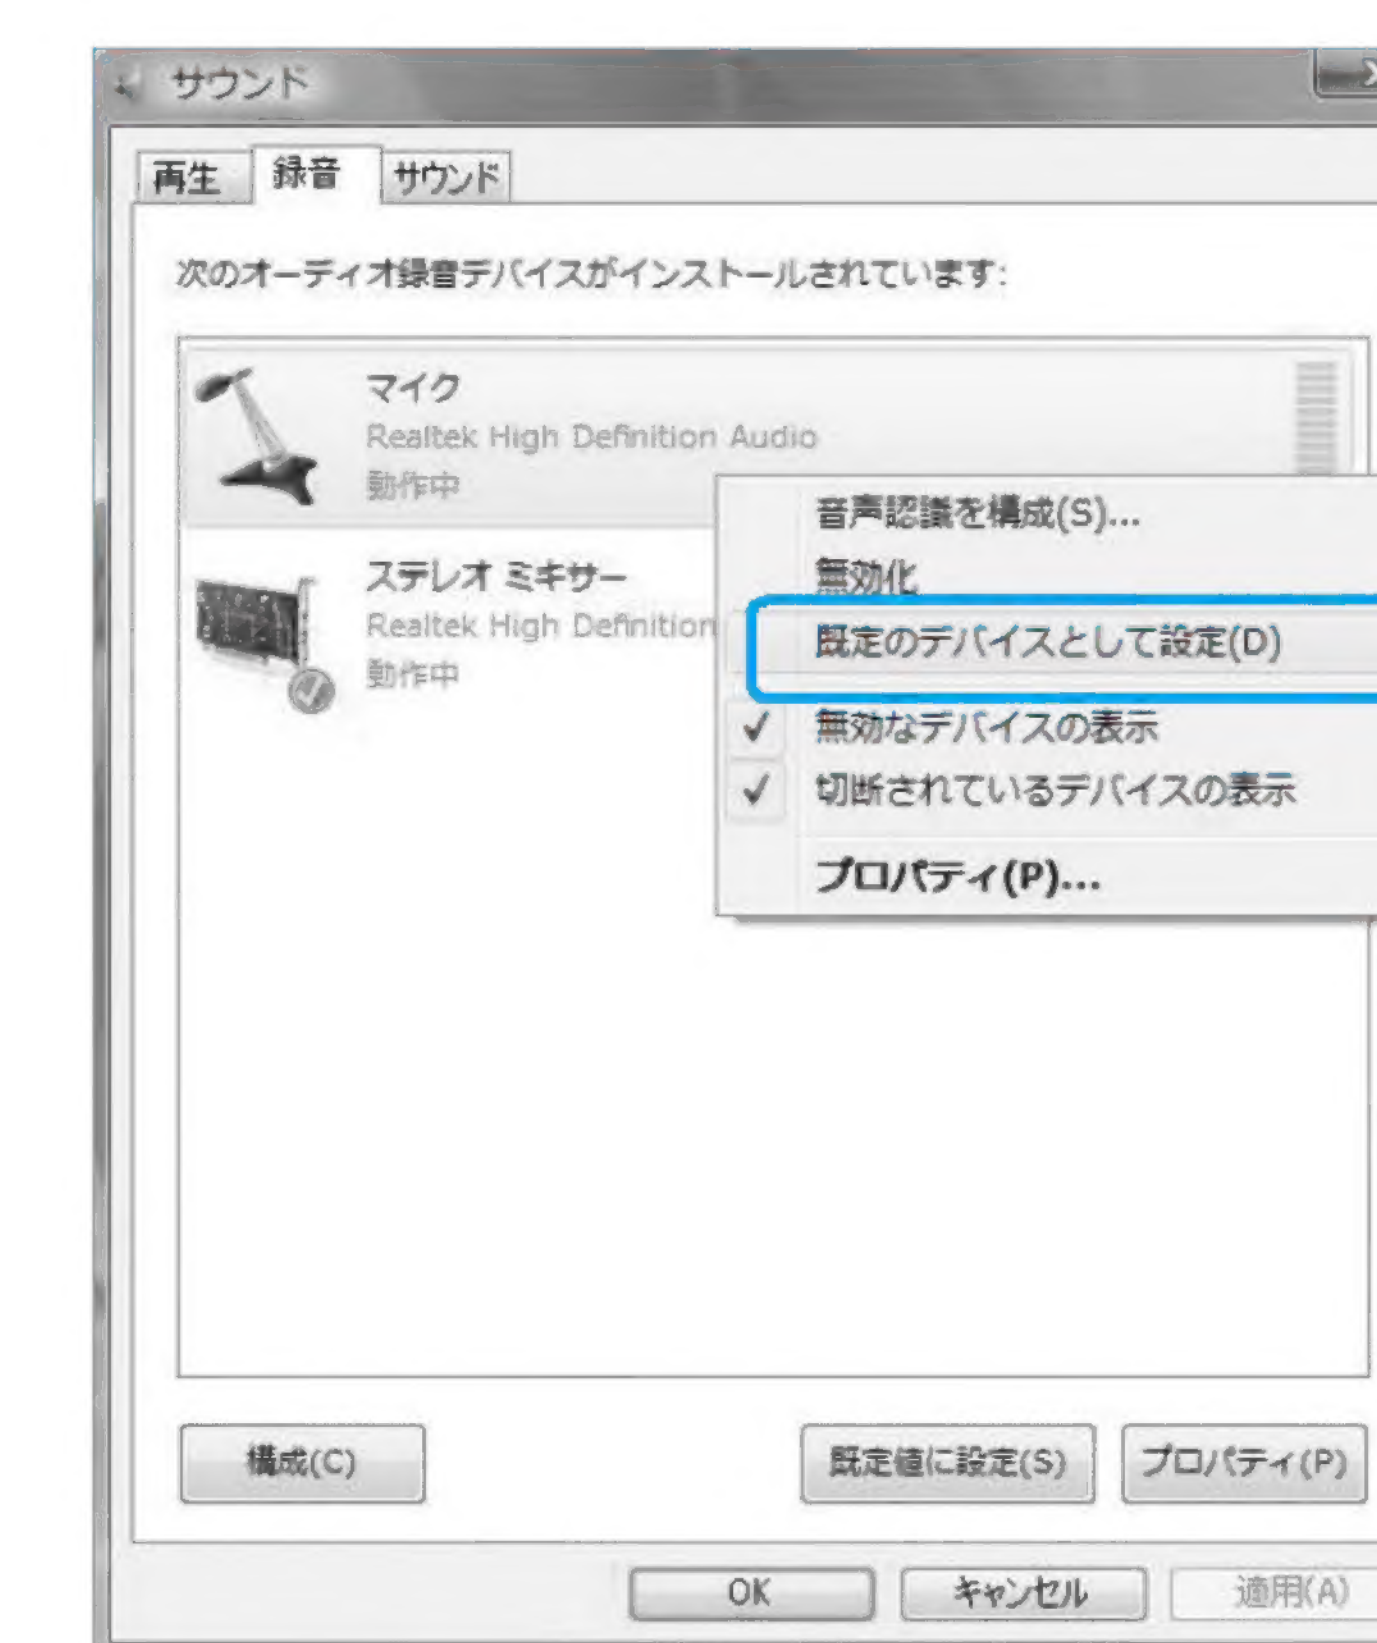 サウンド
再生 録音 サウンド
次のオーディオ録音デバイスがインストールされています:
マイク
Realtek High Definition Audio
動作中
ステレオ ミキサー
Realtek High Definition
動作中
音声認識を構成(S)...
無効化
既定のデバイスとして設定(D)
無効なデバイスの表示
切断されているデバイスの表示
プロパティ(P)...
構成(C) 既定値に設定(S) プロパティ(P)
OK キャンセル 適用(A)